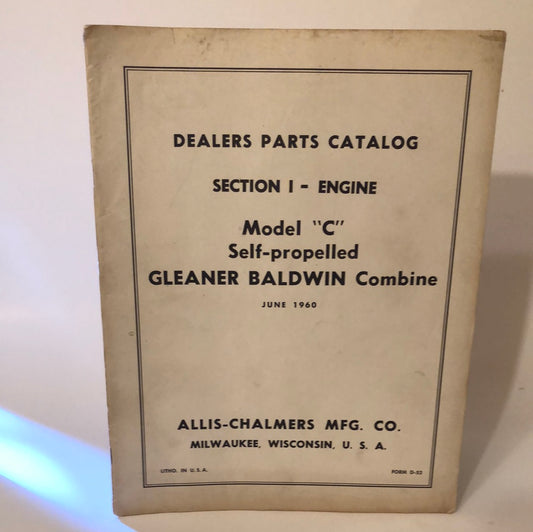 DEALERS PARTS CATALOG
SECTION I - ENGINE
Model "C"
Self-propelled
GLEANER BALDWIN Combine
JUNE 1960
ALLIS-CHALMERS MFG. CO.
MILWAUKEE, WISCONSIN, U. S. A.
LITHO. IN U.S.A. FORM D-52